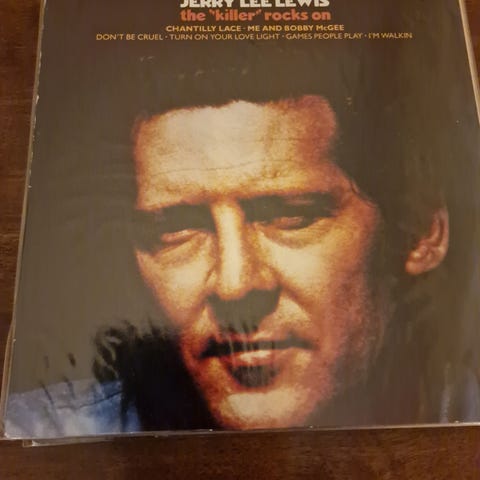 JERRY LEE LEWIS
the "killer" rocks on
CHANTILLY LACE · ME AND BOBBY McGEE
DON'T BE CRUEL · TURN ON YOUR LOVE LIGHT · GAMES PEOPLE PLAY · I'M WALKIN